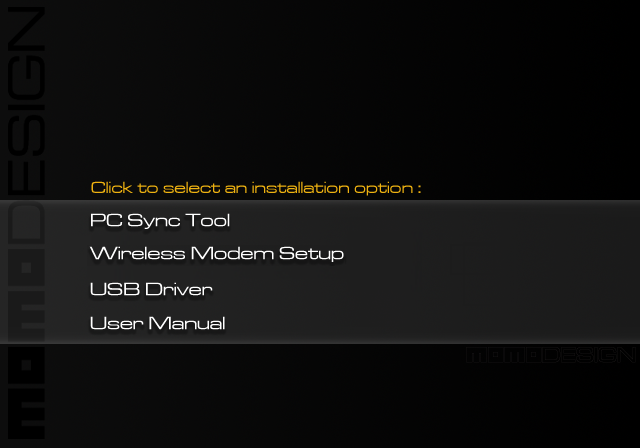 MOMODESIGN
Click to select an installation option :
PC Sync Tool
Wireless Modem Setup
USB Driver
User Manual
MOMODESIGN